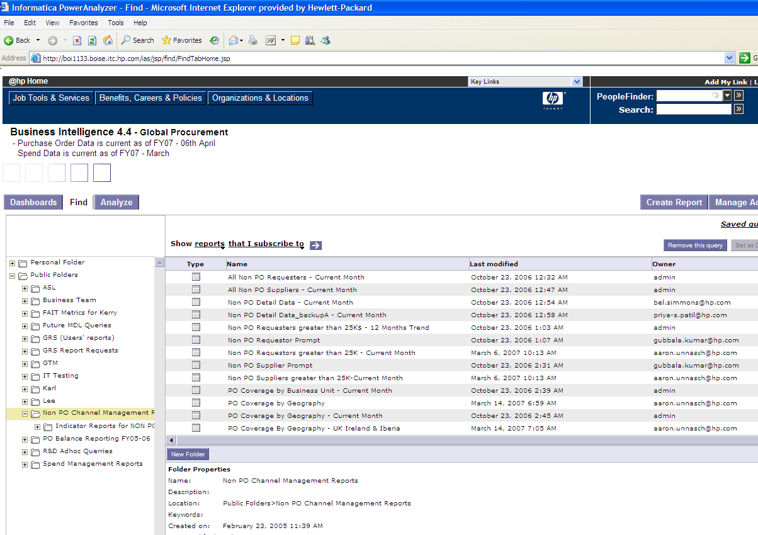 Informatica PowerAnalyzer - Find - Microsoft Internet Explorer provided by Hewlett-Packard
File Edit View Favorites Tools Help
Back Search Favorites
Address http://boi1133.boise.itc.hp.com/ias/jsp/find/FindTabHome.jsp
@hp Home Key Links Add My Link | L
Job Tools & Services Benefits, Careers & Policies Organizations & Locations hp invent PeopleFinder:
Search:
Business Intelligence 4.4 - Global Procurement
- Purchase Order Data is current as of FY07 - 06th April
Spend Data is current as of FY07 - March
Dashboards Find Analyze Create Report Manage Ac
Saved qu
Show reports that I subscribe to Remove this query Set as D
Type Name Last modified Owner
Personal Folder
Public Folders
ASL
Business Team
FAIT Metrics for Kerry
Future MDL Queries
GRS (Users' reports)
GRS Report Requests
GTM
IT Testing
Karl
Lee
Non PO Channel Management R
Indicator Reports for NON PO
PO Balance Reporting FY05-06
R&D Adhoc Querries
Spend Management Reports
All Non PO Requesters - Current Month October 23, 2006 12:32 AM admin
All Non PO Suppliers - Current Month October 23, 2006 12:47 AM admin
Non PO Detail Data - Current Month October 23, 2006 12:54 AM bel.simmons@hp.com
Non PO Detail Data_backupA - Current Month October 23, 2006 12:58 AM priya-s.patil@hp.com
Non PO Requesters greater than 25K$ - 12 Months Trend October 23, 2006 1:03 AM admin
Non PO Requestor Prompt October 23, 2006 1:07 AM gubbala.kumar@hp.com
Non PO Requestors greater than 25K - Current Month March 6, 2007 10:13 AM aaron.unnasch@hp.com
Non PO Supplier Prompt October 23, 2006 2:31 AM gubbala.kumar@hp.com
Non PO Suppliers greater than 25K-Current Month March 6, 2007 10:13 AM aaron.unnasch@hp.com
PO Coverage by Business Unit - Current Month October 23, 2006 2:39 AM admin
PO Coverage by Geography March 14, 2007 6:59 AM aaron.unnasch@hp.com
PO Coverage by Geography - Current Month October 23, 2006 2:45 AM admin
PO Coverage By Geography - UK Ireland & Iberia March 14, 2007 7:05 AM aaron.unnasch@hp.com
New Folder
Folder Properties
Name: Non PO Channel Management Reports
Description:
Location: Public Folders>Non PO Channel Management Reports
Keywords:
Created on: February 23, 2005 11:39 AM